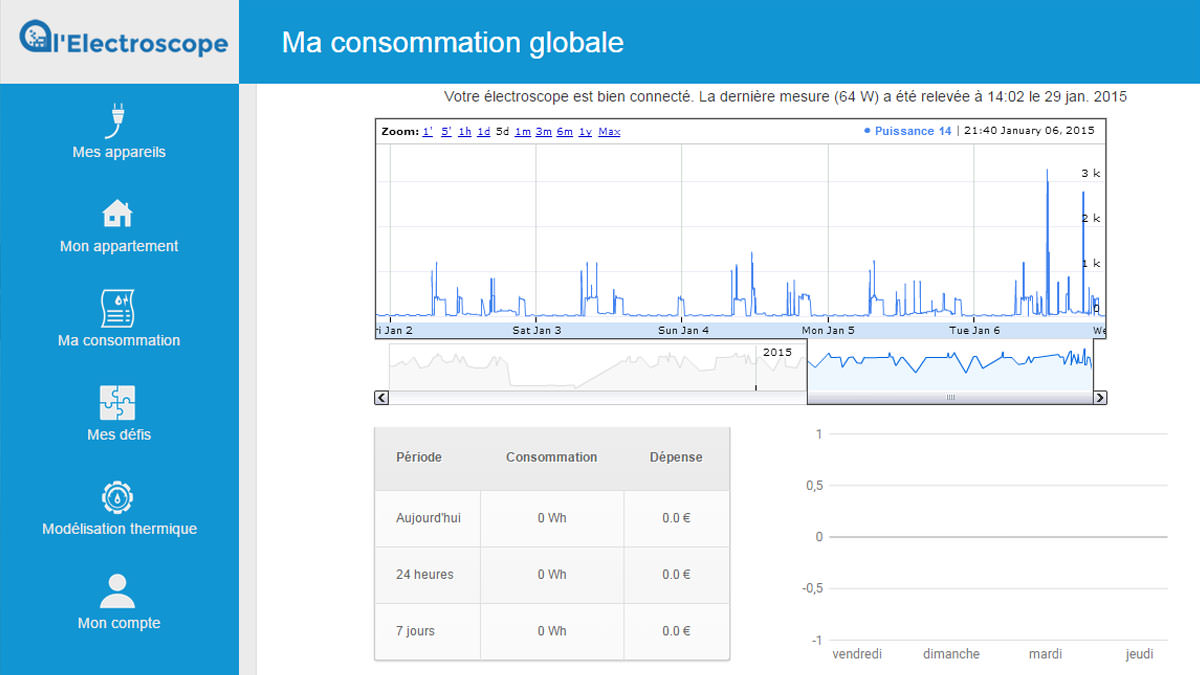 l'Electroscope
Ma consommation globale
Mes appareils
Mon appartement
Ma consommation
Mes défis
Modélisation thermique
Mon compte
Votre électroscope est bien connecté. La dernière mesure (64 W) a été relevée à 14:02 le 29 jan. 2015
Zoom: 1' 5' 1h 1d 5d 1m 3m 6m 1y Max
Puissance 14 | 21:40 January 06, 2015
3 k
2 k
1 k
0
ri Jan 2 Sat Jan 3 Sun Jan 4 Mon Jan 5 Tue Jan 6 We
2015
Période Consommation Dépense
Aujourd'hui 0 Wh 0.0 €
24 heures 0 Wh 0.0 €
7 jours 0 Wh 0.0 €
1
0,5
0
-0,5
-1
vendredi dimanche mardi jeudi